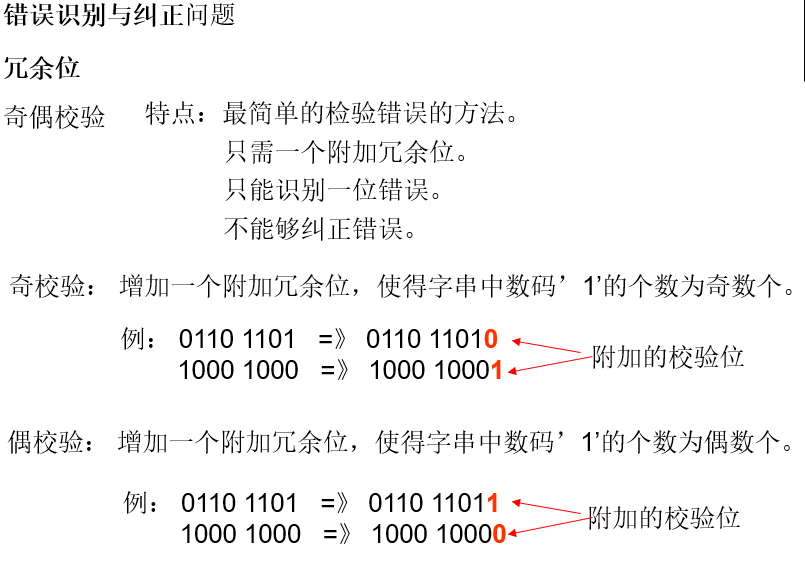 错误识别与纠正问题
冗余位
奇偶校验 特点：最简单的检验错误的方法。
只需一个附加冗余位。
只能识别一位错误。
不能够纠正错误。
奇校验： 增加一个附加冗余位，使得字串中数码’1’的个数为奇数个。
例： 0110 1101 =》 0110 11010
1000 1000 =》 1000 10001
附加的校验位
偶校验： 增加一个附加冗余位，使得字串中数码’1’的个数为偶数个。
例： 0110 1101 =》 0110 11011
1000 1000 =》 1000 10000
附加的校验位